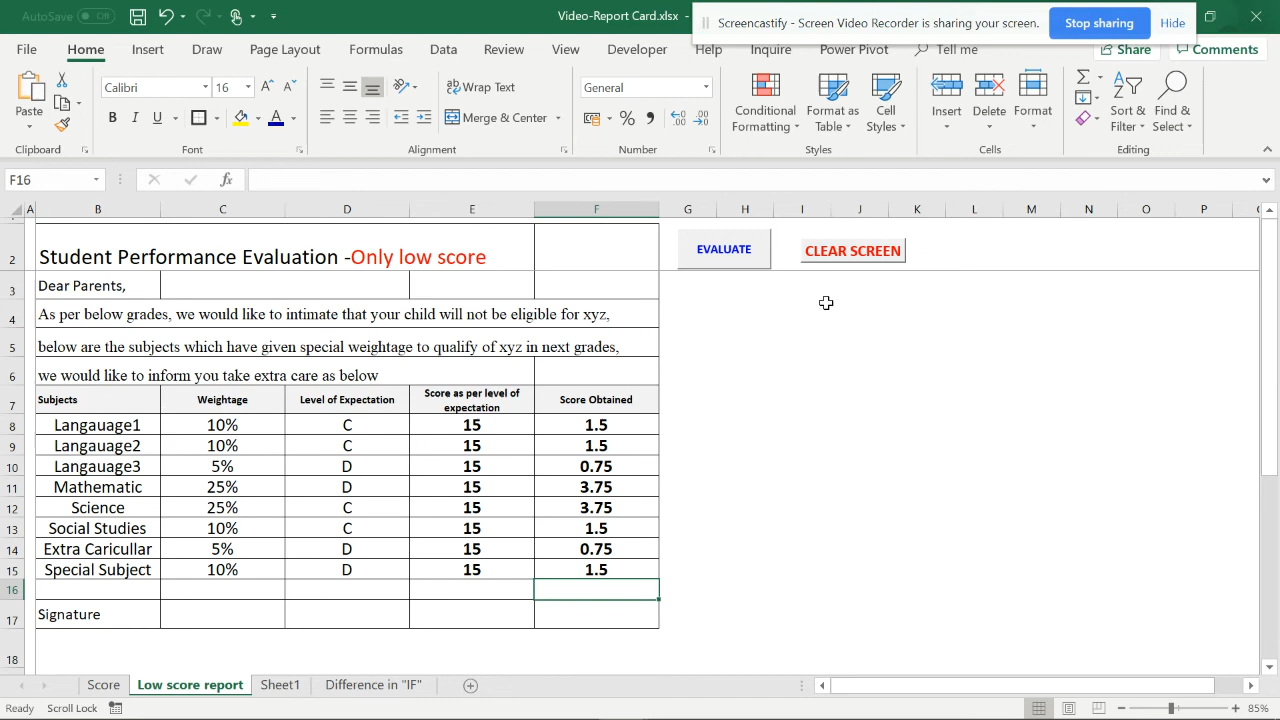 AutoSave Off
Video-Report Card.xlsx -
Screencastify - Screen Video Recorder is sharing your screen.
Stop sharing
Hide
File Home Insert Draw Page Layout Formulas Data Review View Developer Help Inquire Power Pivot Tell me
Share
Comments
Paste
Calibri
16
Wrap Text
Merge & Center
General
Conditional Formatting
Format as Table
Cell Styles
Insert
Delete
Format
Sort & Filter
Find & Select
Clipboard Font Alignment Number Styles Cells Editing
F16
fx
A B C D E F G H I J K L M N O P
2 Student Performance Evaluation -Only low score
EVALUATE
CLEAR SCREEN
3 Dear Parents,
4 As per below grades, we would like to intimate that your child will not be eligible for xyz,
5 below are the subjects which have given special weightage to qualify of xyz in next grades,
6 we would like to inform you take extra care as below
7 Subjects Weightage Level of Expectation Score as per level of expectation Score Obtained
8 Langauage1 10% C 15 1.5
9 Langauage2 10% C 15 1.5
10 Langauage3 5% D 15 0.75
11 Mathematic 25% D 15 3.75
12 Science 25% C 15 3.75
13 Social Studies 10% C 15 1.5
14 Extra Caricullar 5% D 15 0.75
15 Special Subject 10% D 15 1.5
16
17 Signature
18
Score Low score report Sheet1 Difference in "IF"
Ready Scroll Lock
85%